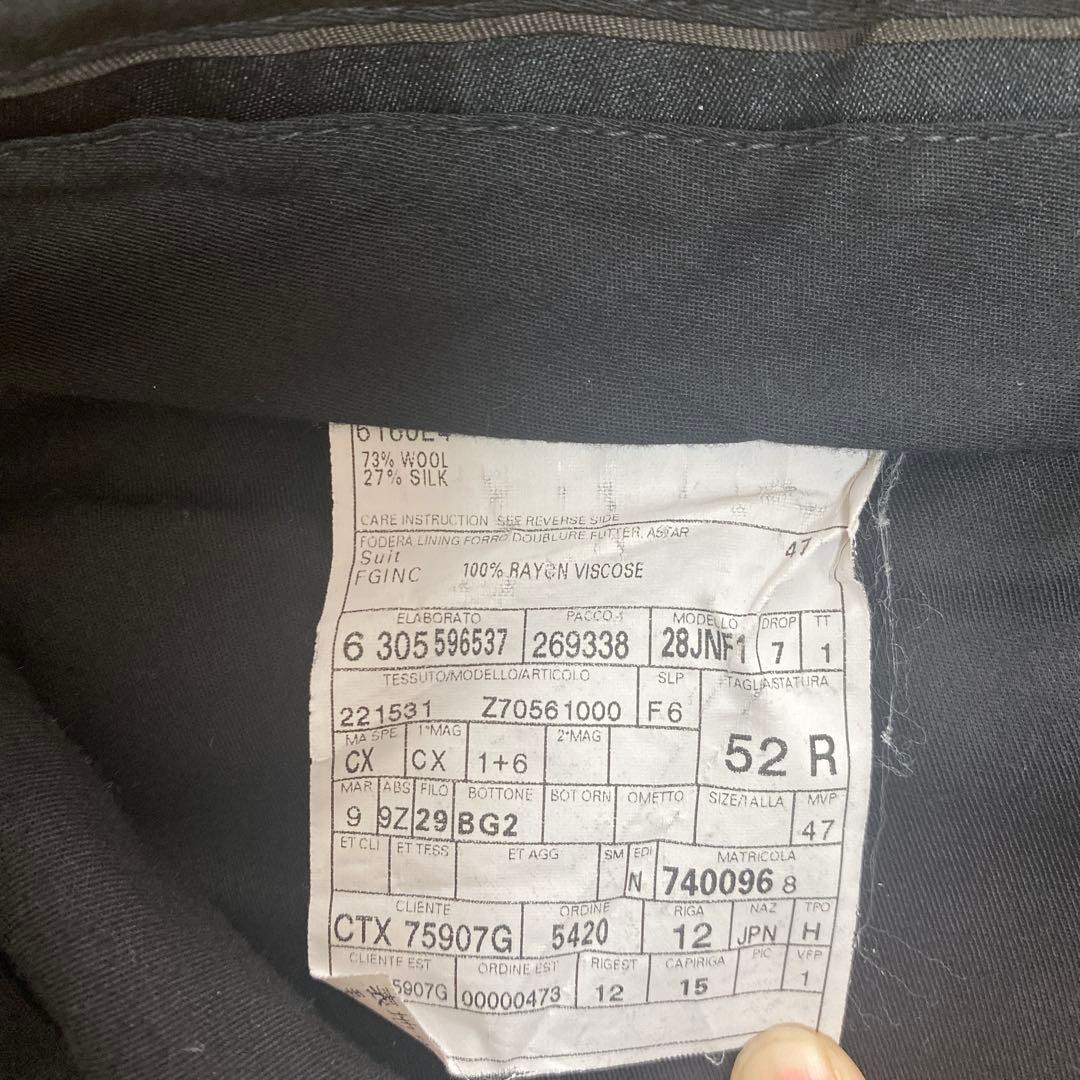 73% WOOL
27% SILK
CARE INSTRUCTION SEE REVERSE SIDE
FODERA, LINING FORRO DOUBLURE, FUTTER, ASTAR
Suit 47
FGINC 100% RAYON VISCOSE
ELABORATO PACCO MODELLO DROP TT
6 305 596537 269338 28JNF1 7 1
TESSUTO/MODELLO/ARTICOLO SLP TAGLIA/STATURA
221531 Z70561000 F6 52 R
MA SPE 1*MAG 2*MAG
CX CX 1+6
MAR ABS FILO BOTTONE BOT ORN OMETTO SIZE/TALLA MVP
9 9Z 29 BG2 47
ET CLI ET TESS ET AGG SM EDI MATRICOLA
N 740096 8
CLIENTE ORDINE RIGA NAZ TPO
CTX 75907G 5420 12 JPN H
CLIENTE EST ORDINE EST RIGEST CAPIRIGA PIC VFP
5907G 00000473 12 15 1